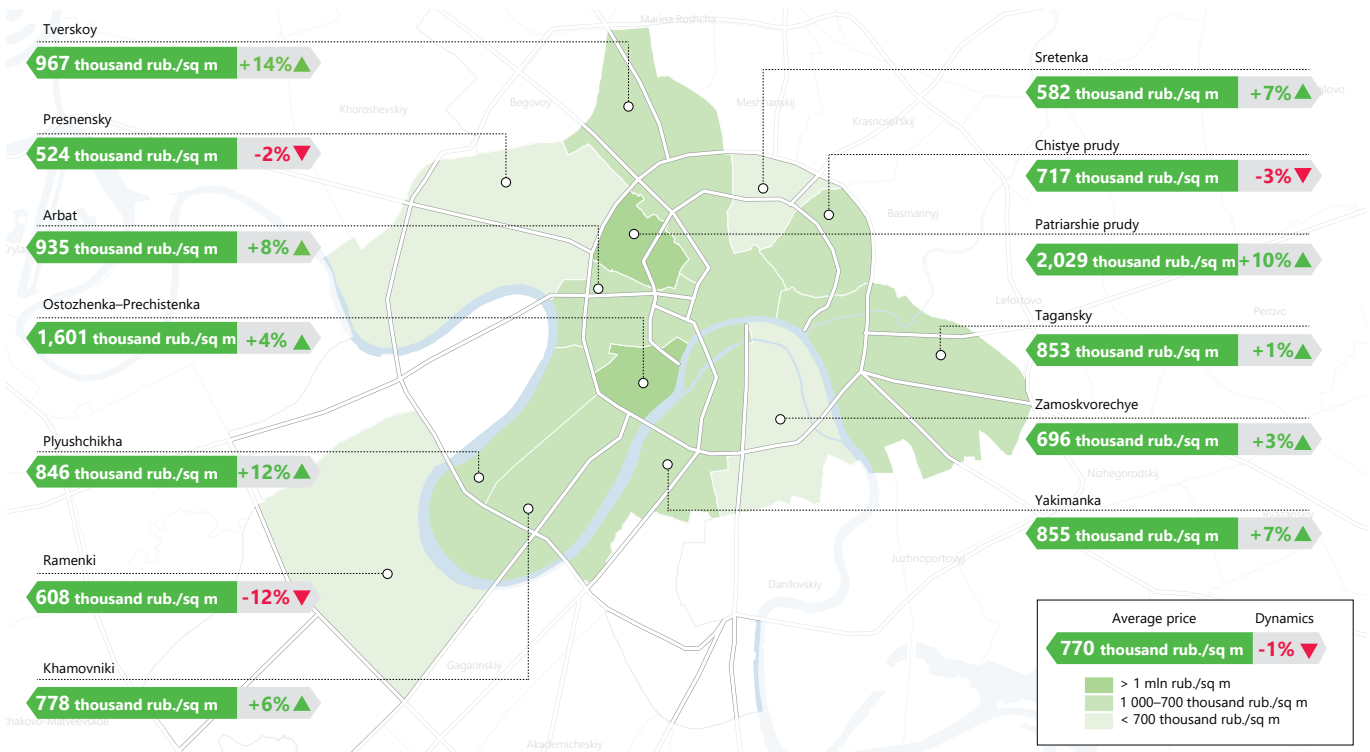 Tverskoy
967 thousand rub./sq m +14%
Presnensky
524 thousand rub./sq m -2%
Arbat
935 thousand rub./sq m +8%
Ostozhenka–Prechistenka
1,601 thousand rub./sq m +4%
Plyushchikha
846 thousand rub./sq m +12%
Ramenki
608 thousand rub./sq m -12%
Khamovniki
778 thousand rub./sq m +6%
Marina Roshcha
Khoroshevskiy
Begovoy
Meshhanskij
Krasnosel'skij
Basmannyj
Lefortovo
Perovo
Nizhegorodskij
Juzhnoportovyj
Danilovskiy
Gagarinskiy
Akademicheskiy
Sretenka
582 thousand rub./sq m +7%
Chistye prudy
717 thousand rub./sq m -3%
Patriarshie prudy
2,029 thousand rub./sq m +10%
Tagansky
853 thousand rub./sq m +1%
Zamoskvorechye
696 thousand rub./sq m +3%
Yakimanka
855 thousand rub./sq m +7%
Average price Dynamics
770 thousand rub./sq m -1%
> 1 mln rub./sq m
1 000–700 thousand rub./sq m
< 700 thousand rub./sq m